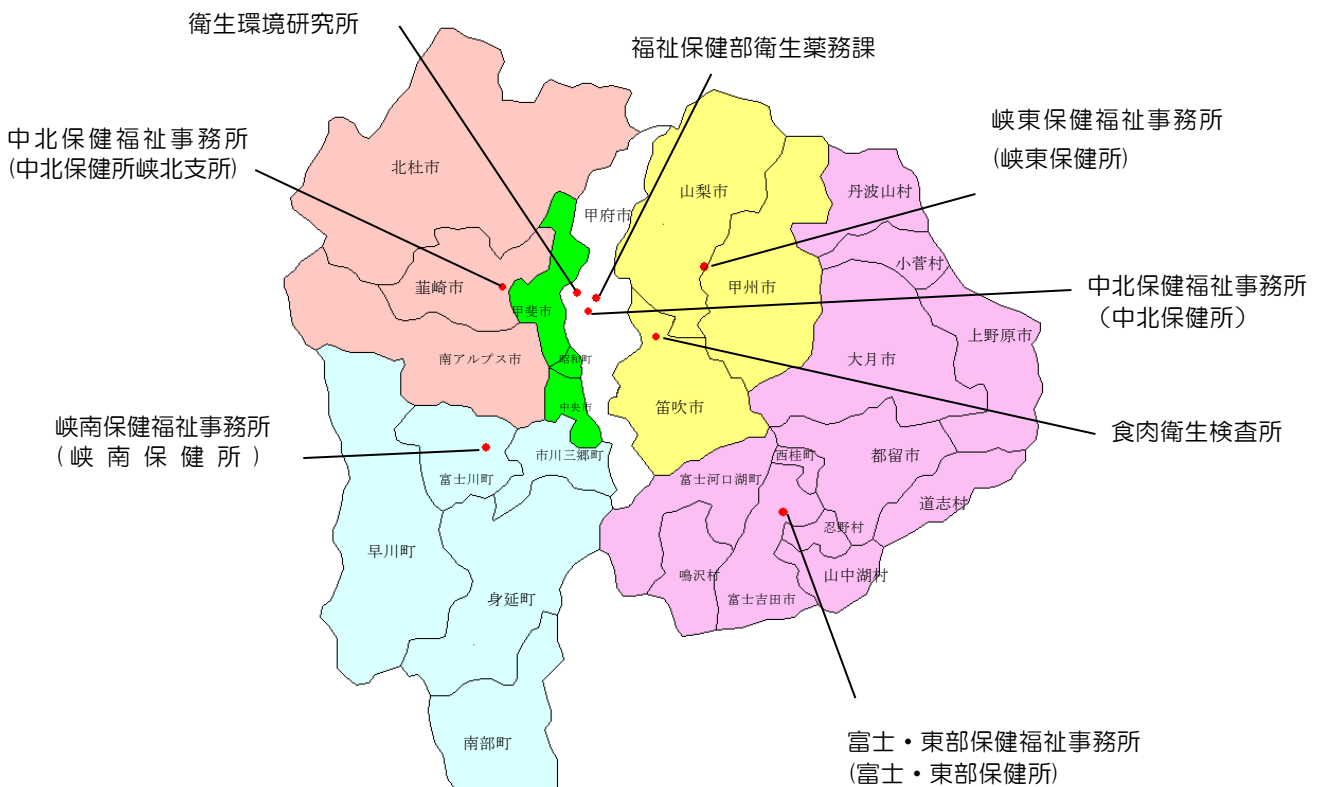 衛生環境研究所
福祉保健部衛生薬務課
中北保健福祉事務所
(中北保健所峡北支所)
峡東保健福祉事務所
(峡東保健所)
北杜市
山梨市
丹波山村
甲府市
小菅村
韮崎市
甲州市
中北保健福祉事務所
（中北保健所）
甲斐市
上野原市
南アルプス市
昭和町
大月市
中央市
笛吹市
峡南保健福祉事務所
(峡南保健所)
食肉衛生検査所
市川三郷町
西桂町
都留市
富士川町
富士河口湖町
道志村
忍野村
早川町
鳴沢村
山中湖村
身延町
富士吉田市
南部町
富士・東部保健福祉事務所
(富士・東部保健所)